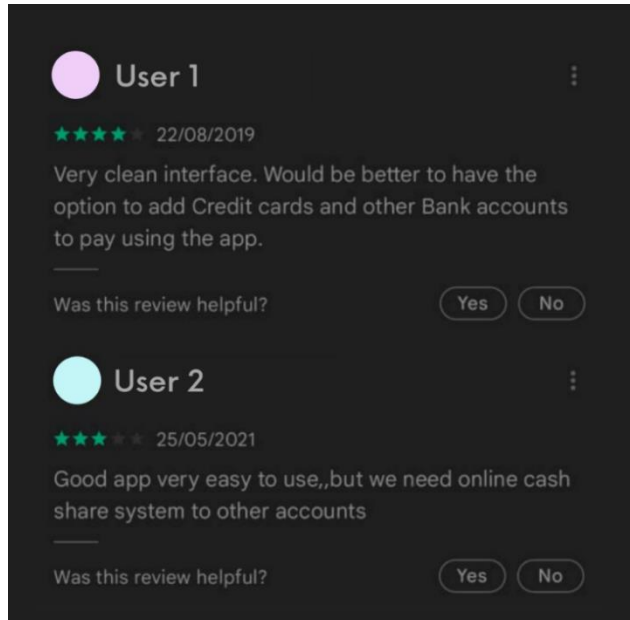 User 1
22/08/2019
Very clean interface. Would be better to have the
option to add Credit cards and other Bank accounts
to pay using the app.
Was this review helpful? Yes No
User 2
25/05/2021
Good app very easy to use,,but we need online cash
share system to other accounts
Was this review helpful? Yes No